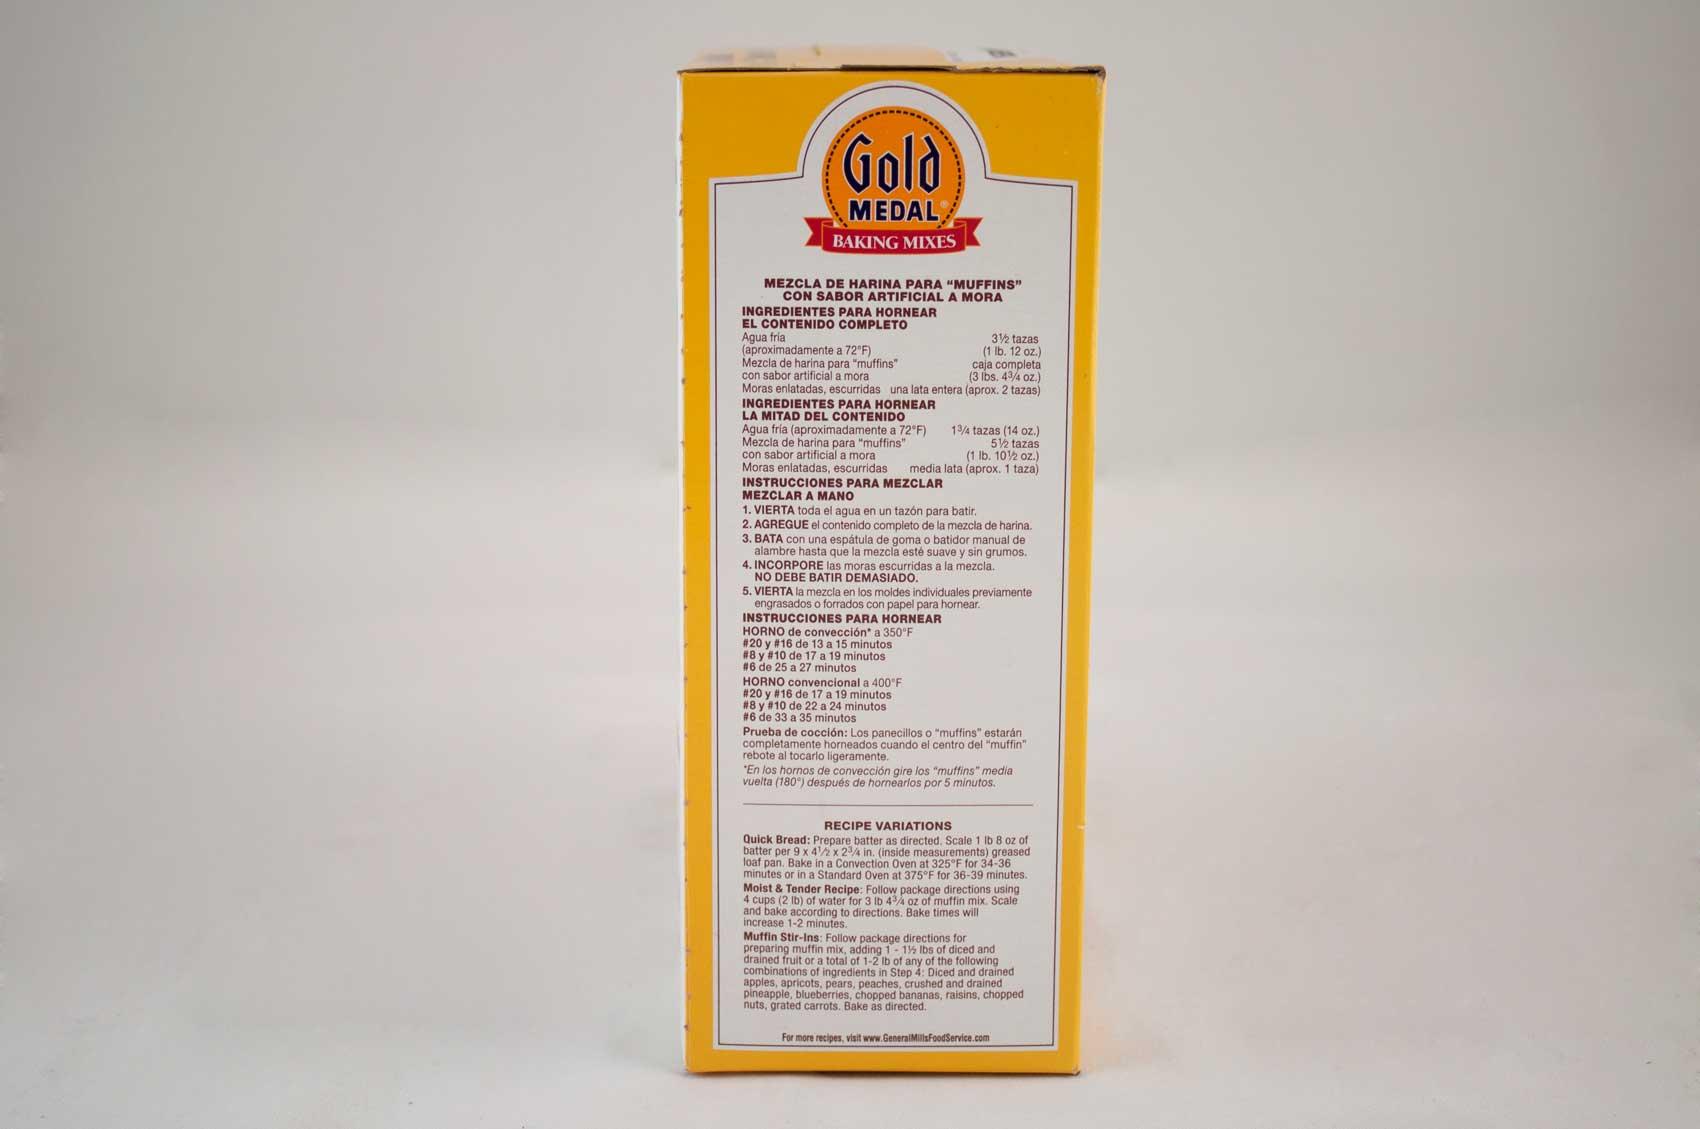 Gold
MEDAL®
BAKING MIXES
MEZCLA DE HARINA PARA “MUFFINS”
CON SABOR ARTIFICIAL A MORA
INGREDIENTES PARA HORNEAR
EL CONTENIDO COMPLETO
Agua fría 3½ tazas
(aproximadamente a 72°F) (1 lb. 12 oz.)
Mezcla de harina para “muffins” caja completa
con sabor artificial a mora (3 lbs. 4¾ oz.)
Moras enlatadas, escurridas una lata entera (aprox. 2 tazas)
INGREDIENTES PARA HORNEAR
LA MITAD DEL CONTENIDO
Agua fría (aproximadamente a 72°F) 1¾ tazas (14 oz.)
Mezcla de harina para “muffins” 5½ tazas
con sabor artificial a mora (1 lb. 10½ oz.)
Moras enlatadas, escurridas media lata (aprox. 1 taza)
INSTRUCCIONES PARA MEZCLAR
MEZCLAR A MANO
1. VIERTA toda el agua en un tazón para batir.
2. AGREGUE el contenido completo de la mezcla de harina.
3. BATA con una espátula de goma o batidor manual de
alambre hasta que la mezcla esté suave y sin grumos.
4. INCORPORE las moras escurridas a la mezcla.
NO DEBE BATIR DEMASIADO.
5. VIERTA la mezcla en los moldes individuales previamente
engrasados o forrados con papel para hornear.
INSTRUCCIONES PARA HORNEAR
HORNO de convección* a 350°F
#20 y #16 de 13 a 15 minutos
#8 y #10 de 17 a 19 minutos
#6 de 25 a 27 minutos
HORNO convencional a 400°F
#20 y #16 de 17 a 19 minutos
#8 y #10 de 22 a 24 minutos
#6 de 33 a 35 minutos
Prueba de cocción: Los panecillos o “muffins” estarán
completamente horneados cuando el centro del “muffin”
rebote al tocarlo ligeramente.
*En los hornos de convección gire los “muffins” media
vuelta (180°) después de hornearlos por 5 minutos.
RECIPE VARIATIONS
Quick Bread: Prepare batter as directed. Scale 1 lb 8 oz of
batter per 9 x 4½ x 2¾ in. (inside measurements) greased
loaf pan. Bake in a Convection Oven at 325°F for 34-36
minutes or in a Standard Oven at 375°F for 36-39 minutes.
Moist & Tender Recipe: Follow package directions using
4 cups (2 lb) of water for 3 lb 4¾ oz of muffin mix. Scale
and bake according to directions. Bake times will
increase 1-2 minutes.
Muffin Stir-Ins: Follow package directions for
preparing muffin mix, adding 1 - 1½ lbs of diced and
drained fruit or a total of 1-2 lb of any of the following
combinations of ingredients in Step 4: Diced and drained
apples, apricots, pears, peaches, crushed and drained
pineapple, blueberries, chopped bananas, raisins, chopped
nuts, grated carrots. Bake as directed.
For more recipes, visit www.GeneralMillsFoodService.com